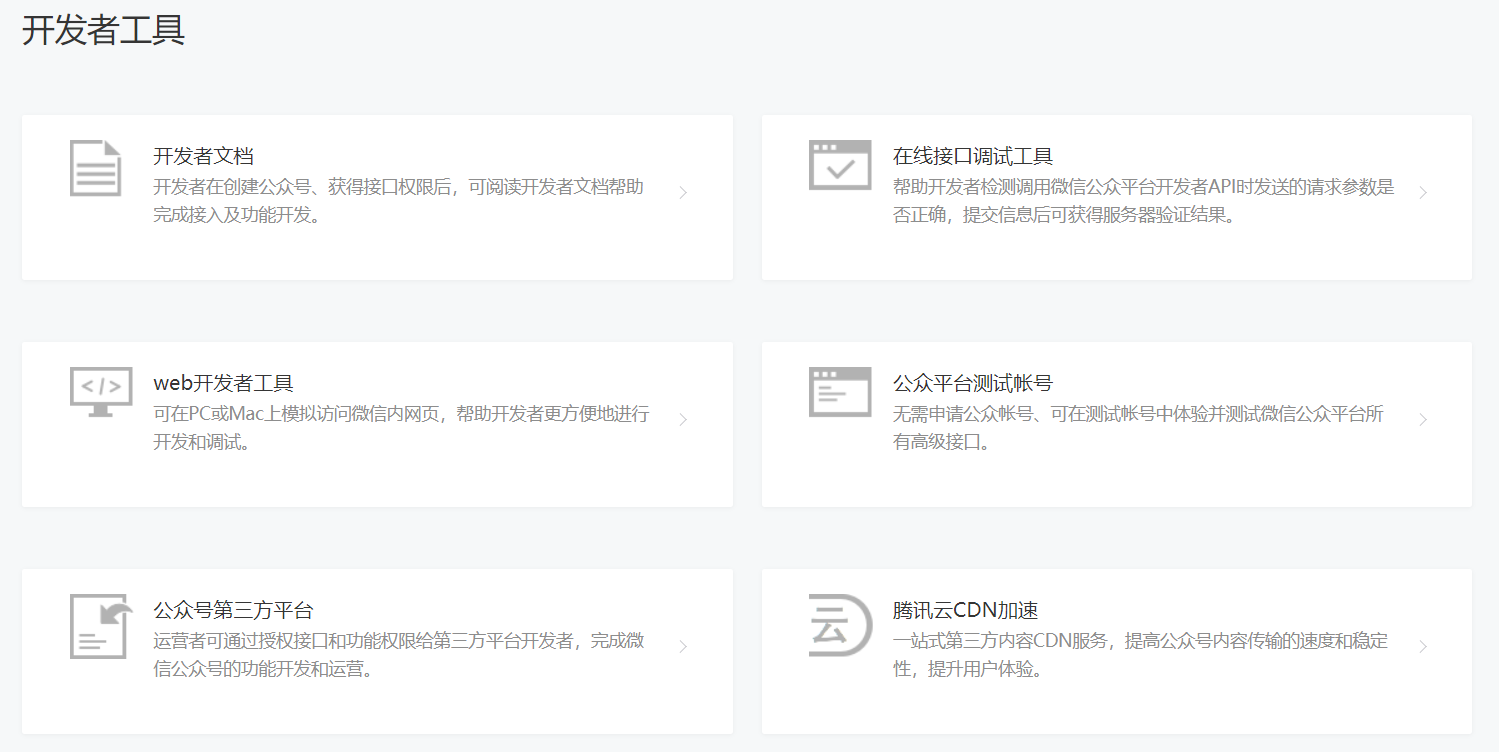 开发者工具
开发者文档
开发者在创建公众号、获得接口权限后，可阅读开发者文档帮助
完成接入及功能开发。
在线接口调试工具
帮助开发者检测调用微信公众平台开发者API时发送的请求参数是
否正确，提交信息后可获得服务器验证结果。
web开发者工具
可在PC或Mac上模拟访问微信内网页，帮助开发者更方便地进行
开发和调试。
公众平台测试帐号
无需申请公众帐号、可在测试帐号中体验并测试微信公众平台所
有高级接口。
公众号第三方平台
运营者可通过授权接口和功能权限给第三方平台开发者，完成微
信公众号的功能开发和运营。
云
腾讯云CDN加速
一站式第三方内容CDN服务，提高公众号内容传输的速度和稳定
性，提升用户体验。